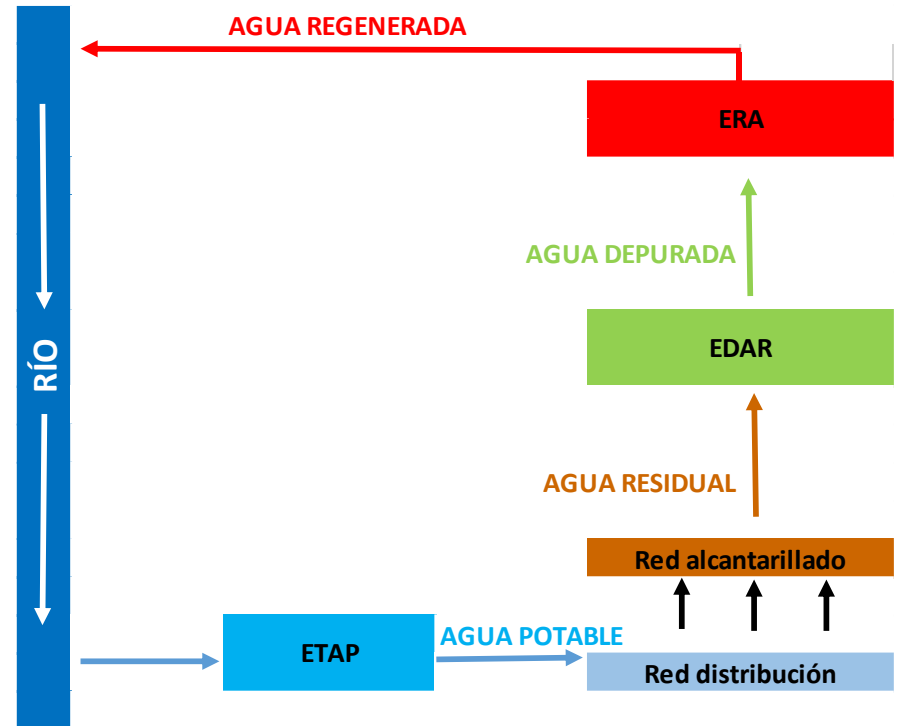 AGUA REGENERADA
ERA
AGUA DEPURADA
RÍO
EDAR
AGUA RESIDUAL
Red alcantarillado
ETAP
AGUA POTABLE
Red distribución